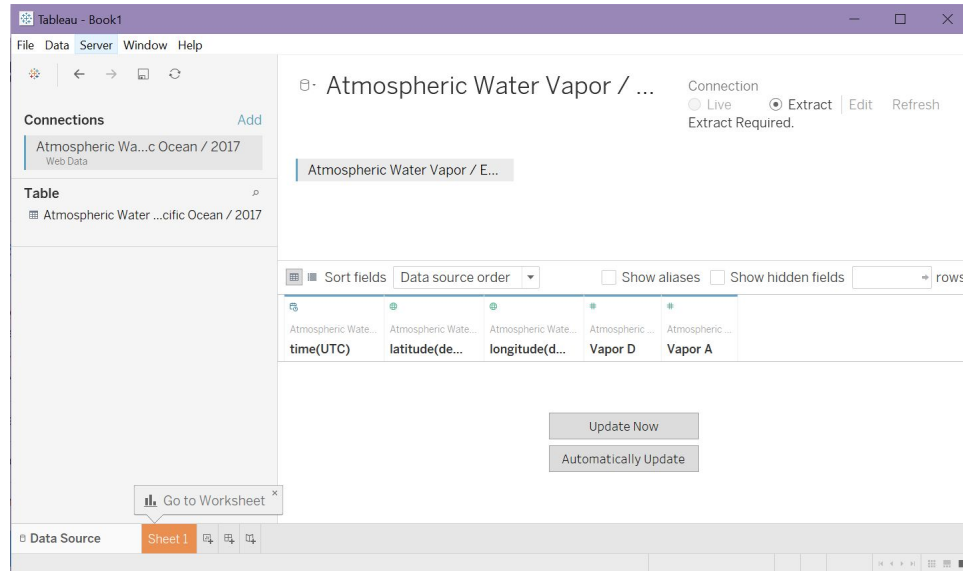 Tableau - Book1
File Data Server Window Help
Connections Add
Atmospheric Wa...c Ocean / 2017
Web Data
Table
Atmospheric Water ...cific Ocean / 2017
Atmospheric Water Vapor / ...
Connection
Live Extract Edit Refresh
Extract Required.
Atmospheric Water Vapor / E...
Sort fields Data source order Show aliases Show hidden fields rows
Atmospheric Wate... Atmospheric Wate... Atmospheric Wate... Atmospheric ... Atmospheric ...
time(UTC) latitude(de... longitude(d... Vapor D Vapor A
Update Now
Automatically Update
Go to Worksheet
Data Source Sheet 1